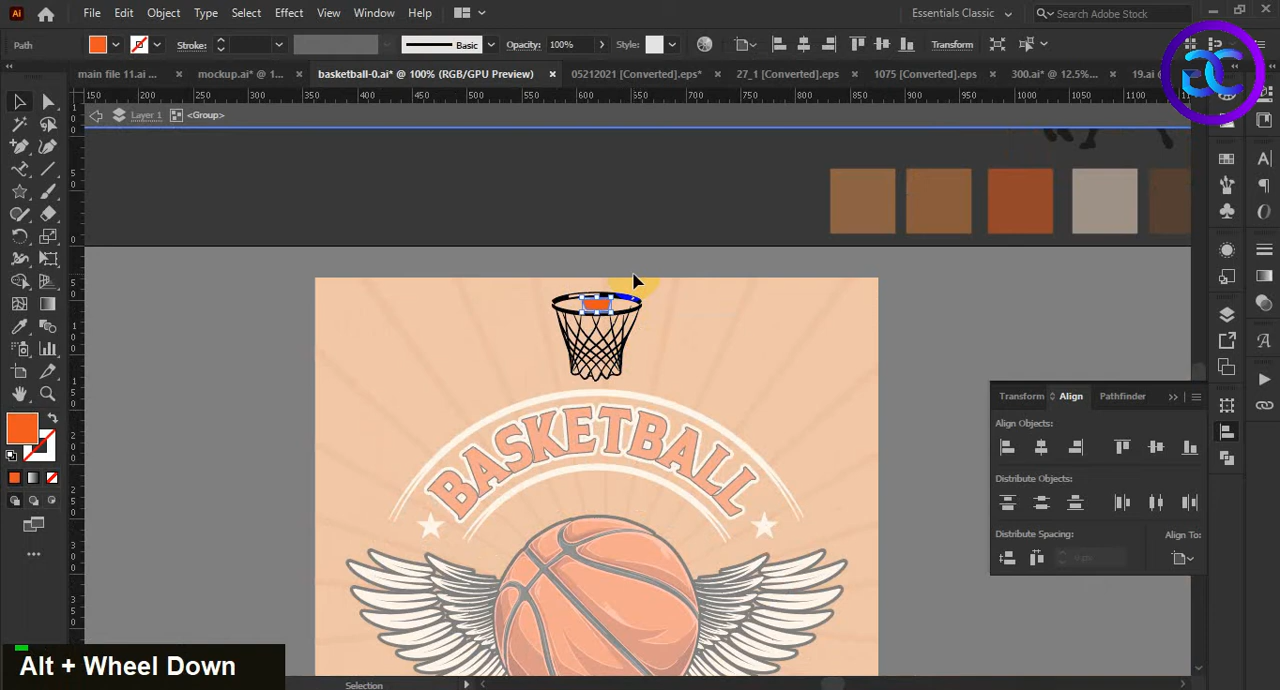 Ai File Edit Object Type Select Effect View Window Help Essentials Classic Search Adobe Stock
Path Stroke: Basic Opacity: 100% Style: Transform
main file 11.ai ... × mockup.ai* @ 1... × basketball-0.ai* @ 100% (RGB/GPU Preview) × 05212021 [Converted].eps* × 27_1 [Converted].eps × 1075 [Converted].eps × 300.ai* @ 12.5%... × 19.ai @
150 200 250 300 350 400 450 500 550 600 650 700 750 800 850 900 950 1000 1050 1100
Layer 1 <Group>
BASKETBALL
Transform Align Pathfinder
Align Objects:
Distribute Objects:
Distribute Spacing: Align To:
0 px
Alt + Wheel Down
Selection